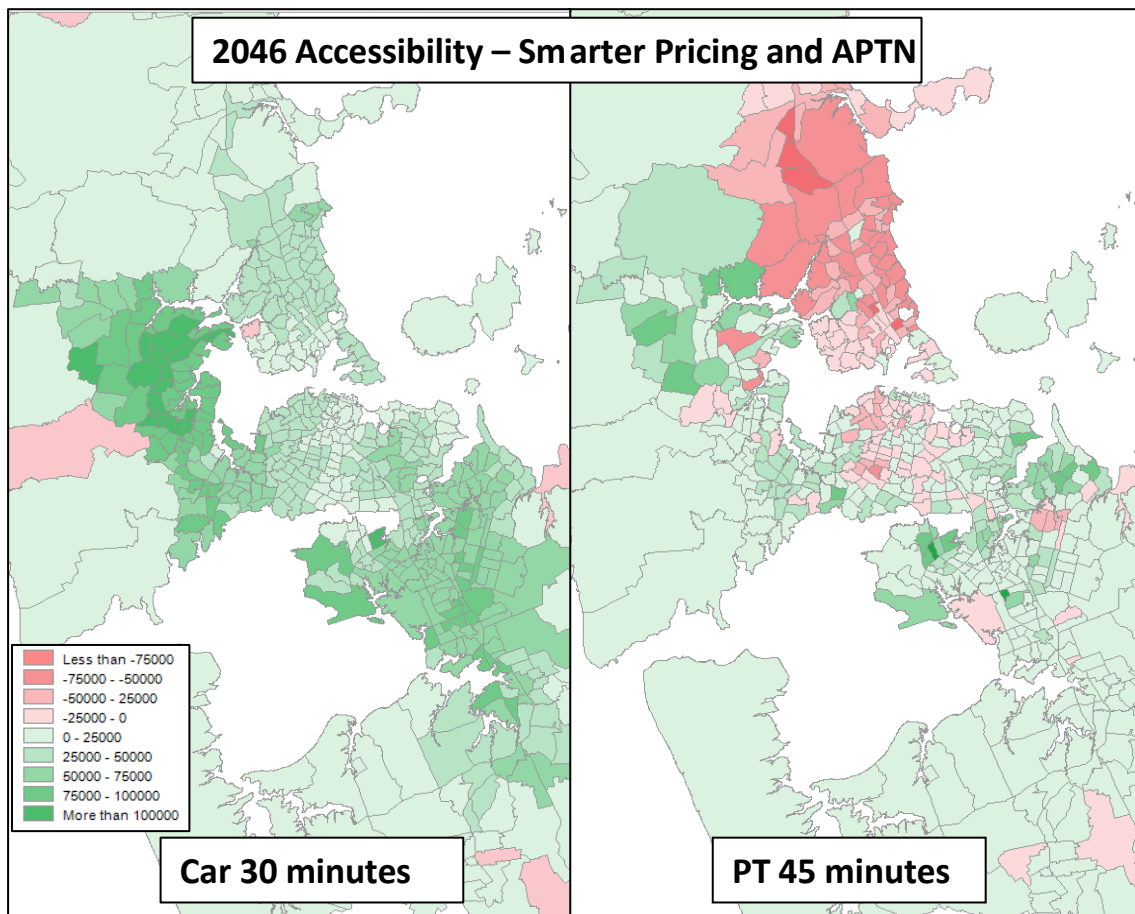 2046 Accessibility – Smarter Pricing and APTN
Less than -75000
-75000 - -50000
-50000 - 25000
-25000 - 0
0 - 25000
25000 - 50000
50000 - 75000
75000 - 100000
More than 100000
Car 30 minutes
PT 45 minutes